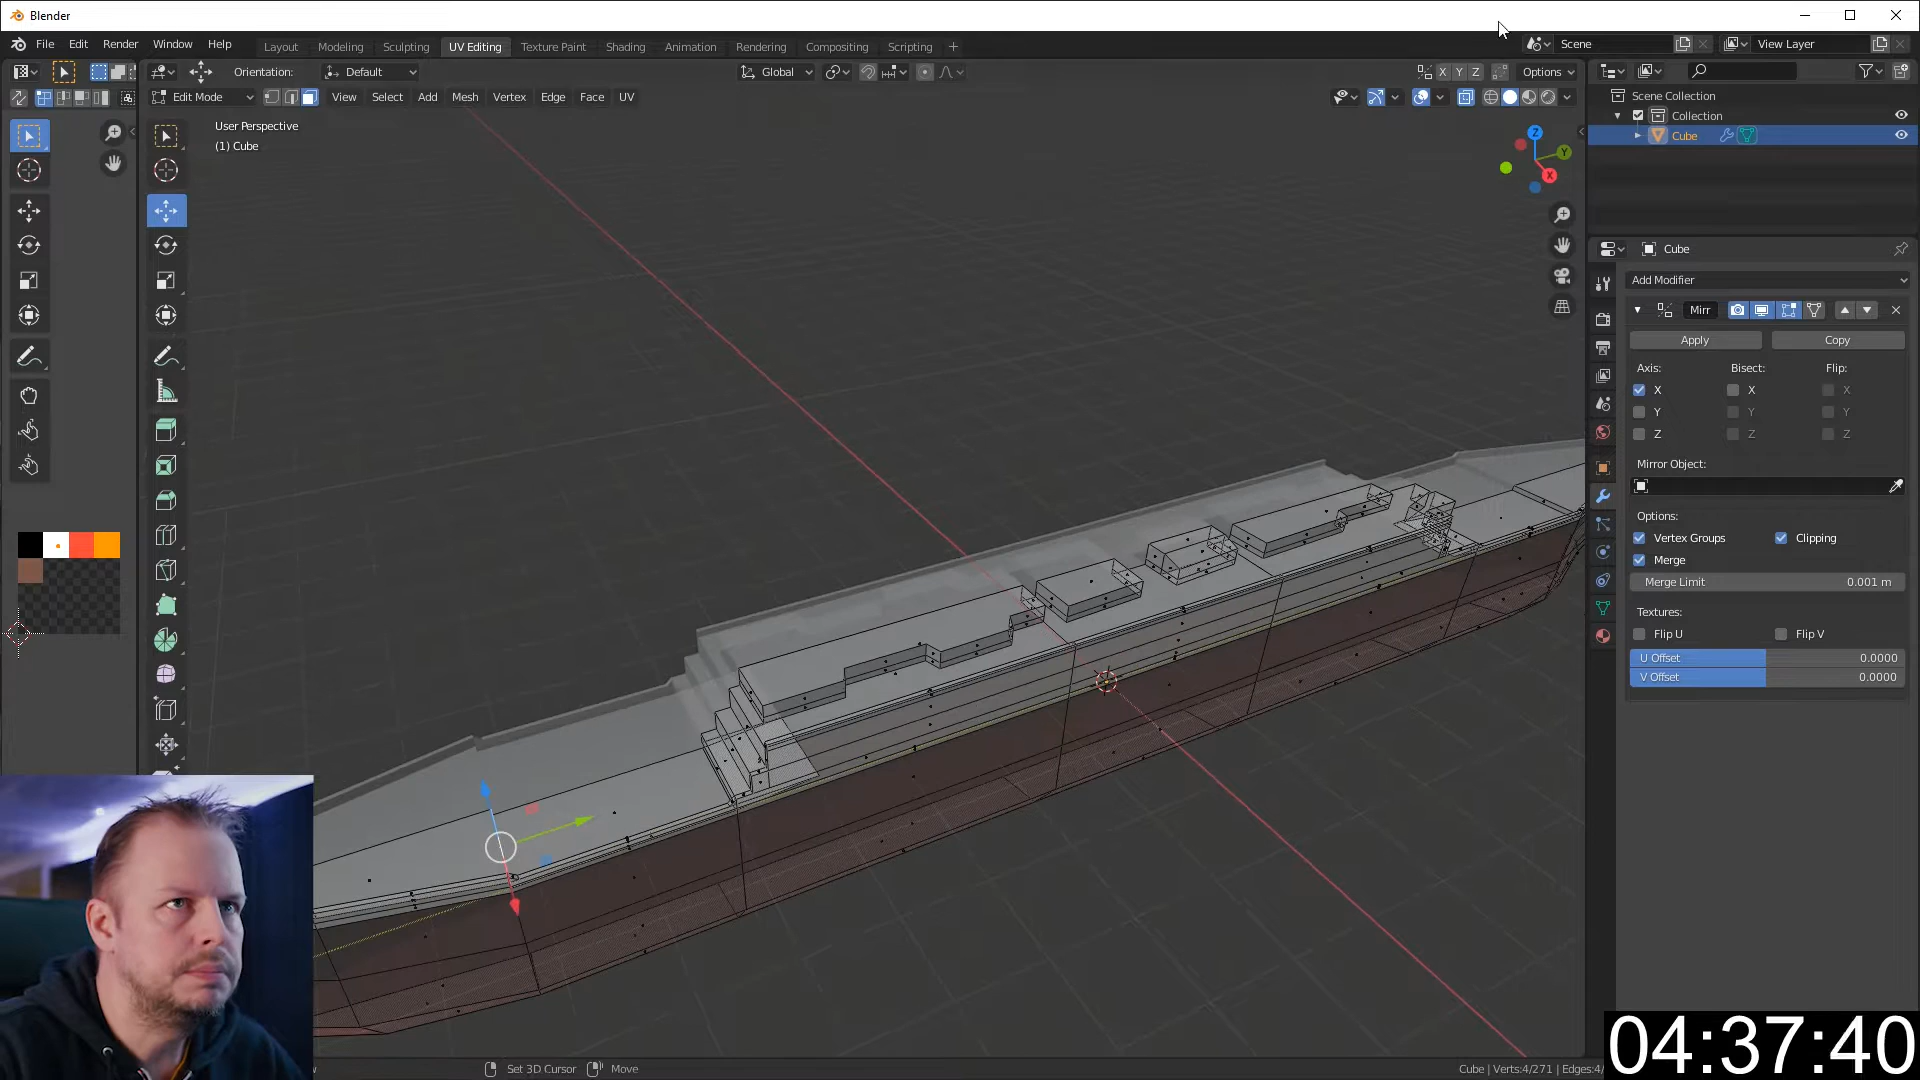 Blender
File Edit Render Window Help
Layout Modeling Sculpting UV Editing Texture Paint Shading Animation Rendering Compositing Scripting +
Scene
View Layer
Orientation: Default
Global
X Y Z
Options
Edit Mode
View Select Add Mesh Vertex Edge Face UV
User Perspective
(1) Cube
Z
Y
X
Scene Collection
Collection
Cube
Cube
Add Modifier
Mirr
Apply Copy
Axis: Bisect: Flip:
X X X
Y Y Y
Z Z Z
Mirror Object:
Options:
Vertex Groups Clipping
Merge
Merge Limit 0.001 m
Textures:
Flip U Flip V
U Offset 0.0000
V Offset 0.0000
Set 3D Cursor Move
Cube | Verts:4/271 | Edges:4/
04:37:40